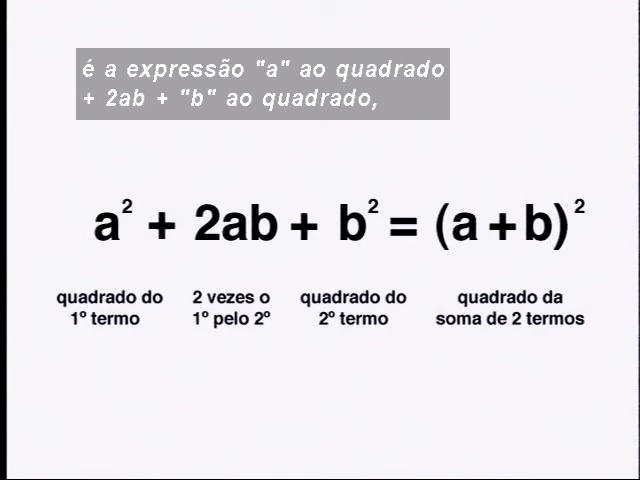 é a expressão "a" ao quadrado
+ 2ab + "b" ao quadrado,
a² + 2ab + b² = (a + b)²
quadrado do 2 vezes o quadrado do quadrado da
1º termo 1º pelo 2º 2º termo soma de 2 termos